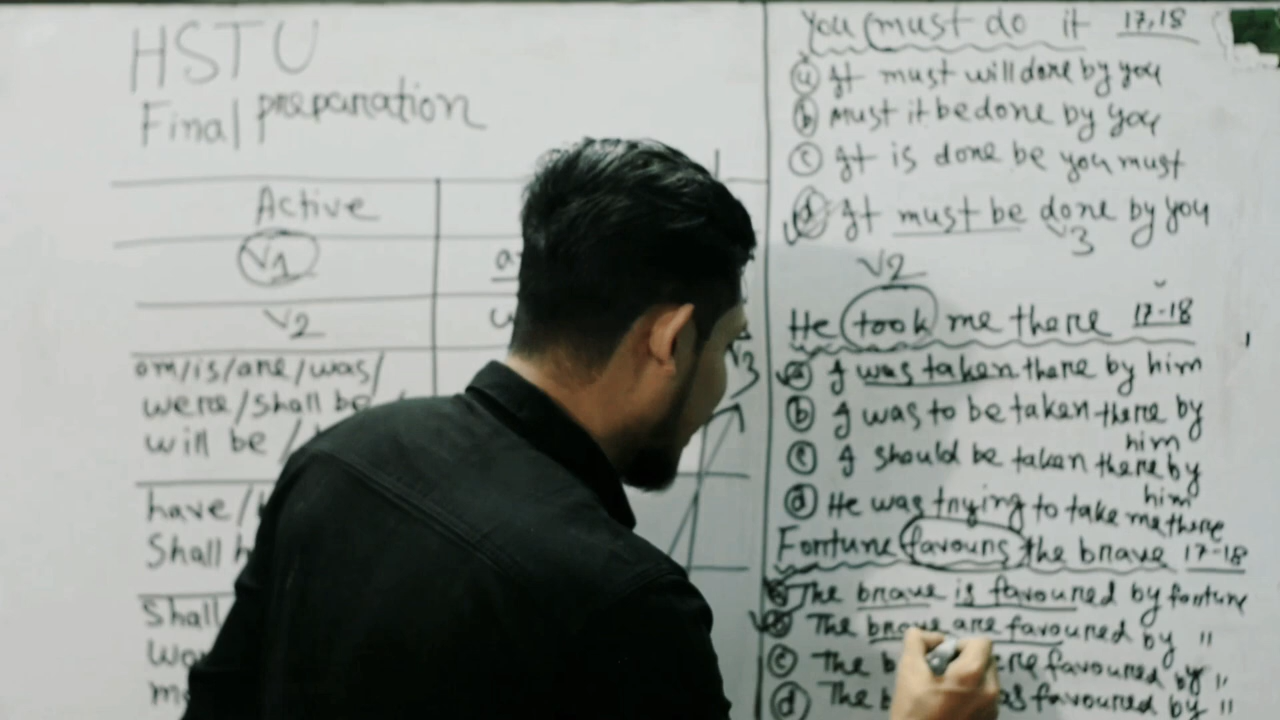 HSTU
Final preparation
Active
V1
V2
am/is/are/was/
were/shall be
will be /
have/
Shall
Shall
V3
You must do it 17,18
(a) It must will done by you
(b) Must it be done by you
(c) It is done be you must
(d) It must be done by you
V3
V2
He took me there 17-18
(a) I was taken there by him
(b) I was to be taken there by
him
(c) I should be taken there by
him
(d) He was trying to take me there
Fortune favours the brave 17-18
The brave is favoured by fortune
(b) The brave are favoured by "
(c) The favoured by "
(d) The favoured by "